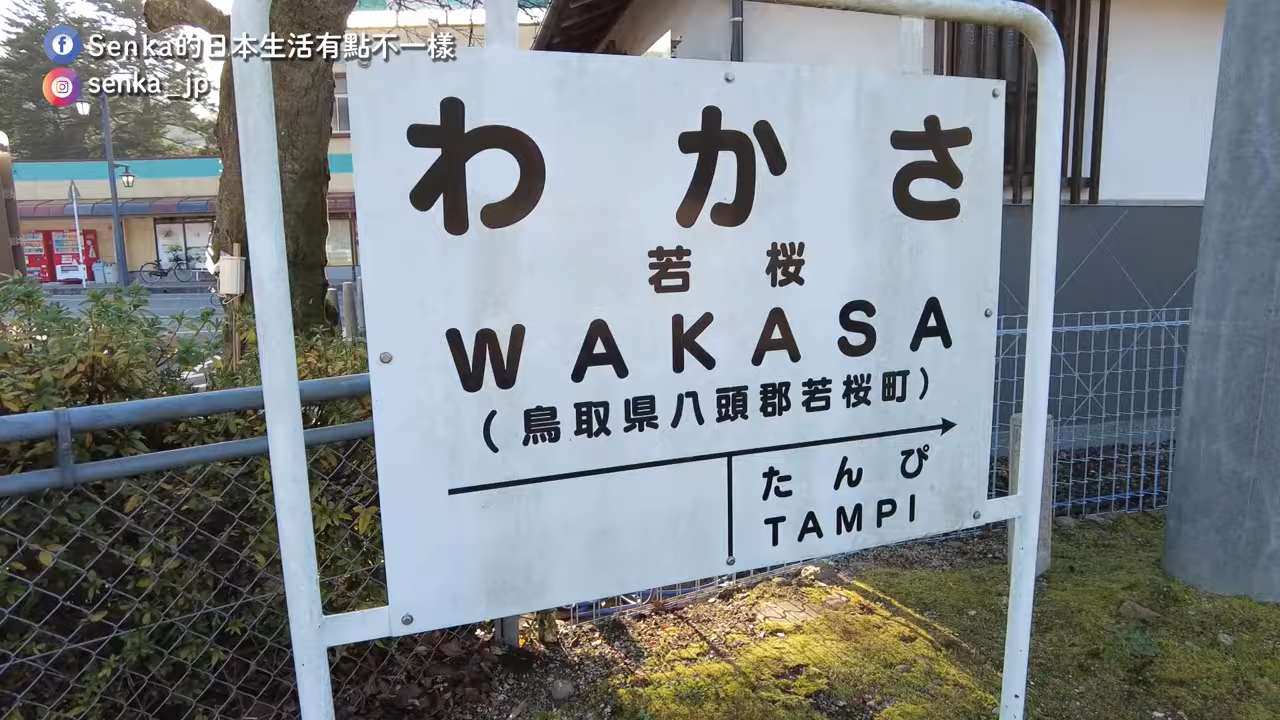 Senka的日本生活有點不一樣
senka_jp
わかさ
若桜
WAKASA
(鳥取県八頭郡若桜町)
たんぴ
TAMPI